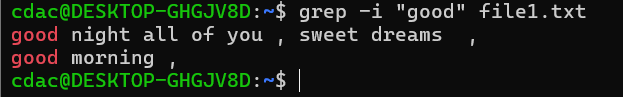 cdac@DESKTOP-GHGJV8D:~$ grep -i "good" file1.txt
good night all of you , sweet dreams  ,
good morning ,
cdac@DESKTOP-GHGJV8D:~$